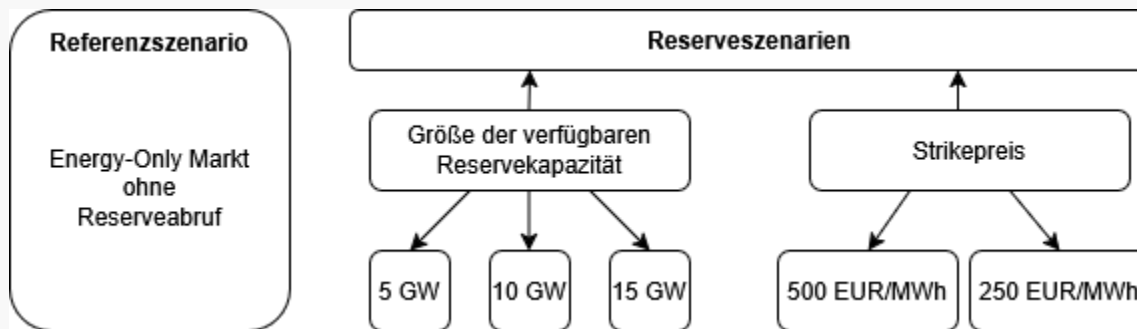 Referenzszenario
Energy-Only Markt
ohne
Reserveabruf
Reserveszenarien
Größe der verfügbaren
Reservekapazität
Strikepreis
5 GW
10 GW
15 GW
500 EUR/MWh
250 EUR/MWh